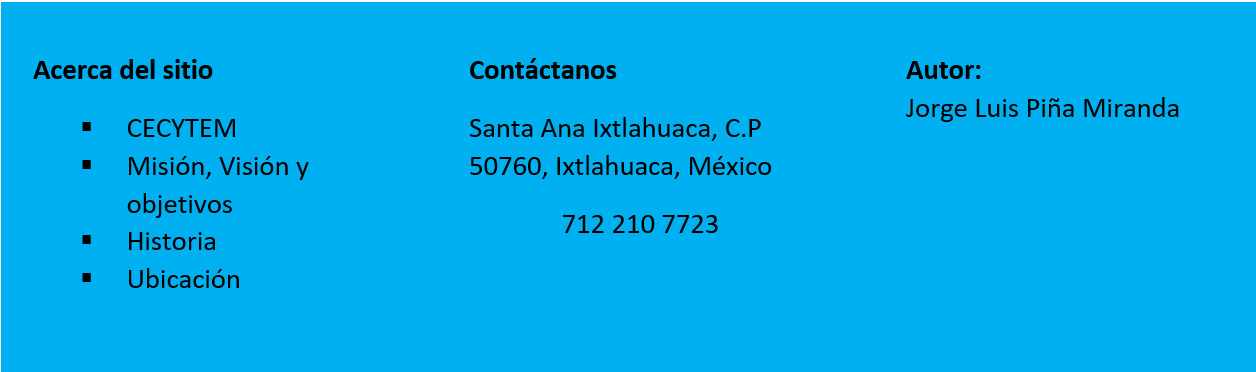 Acerca del sitio
▪ CECYTEM
▪ Misión, Visión y
objetivos
▪ Historia
▪ Ubicación
Contáctanos
Santa Ana Ixtlahuaca, C.P
50760, Ixtlahuaca, México
712 210 7723
Autor:
Jorge Luis Piña Miranda